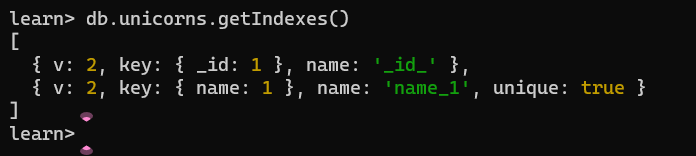 learn> db.unicorns.getIndexes()
[
  { v: 2, key: { _id: 1 }, name: '_id_' },
  { v: 2, key: { name: 1 }, name: 'name_1', unique: true }
]
learn>